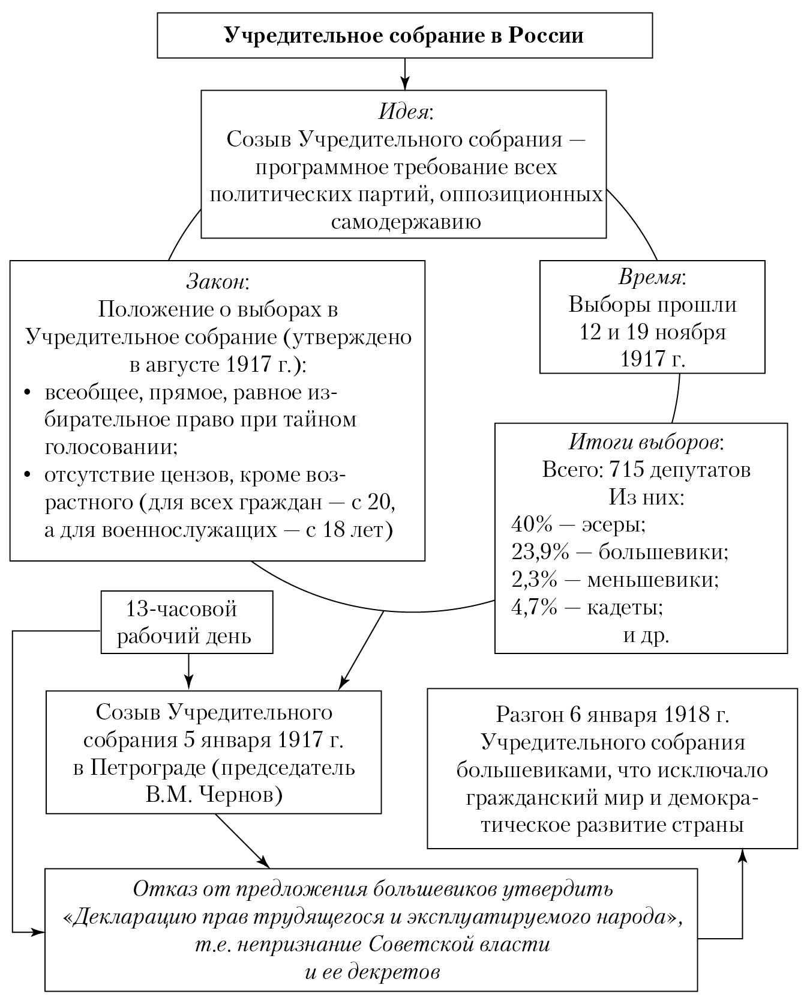 Учредительное собрание в России
Идея:
Созыв Учредительного собрания —
программное требование всех
политических партий, оппозиционных
самодержавию
Закон:
Положение о выборах в
Учредительное собрание (утверждено
в августе 1917 г.):
• всеобщее, прямое, равное из-
бирательное право при тайном
голосовании;
• отсутствие цензов, кроме воз-
растного (для всех граждан — с 20,
а для военнослужащих — с 18 лет)
Время:
Выборы прошли
12 и 19 ноября
1917 г.
Итоги выборов:
Всего: 715 депутатов
Из них:
40% — эсеры;
23,9% — большевики;
2,3% — меньшевики;
4,7% — кадеты;
и др.
13-часовой
рабочий день
Созыв Учредительного
собрания 5 января 1917 г.
в Петрограде (председатель
В.М. Чернов)
Разгон 6 января 1918 г.
Учредительного собрания
большевиками, что исключало
гражданский мир и демокра-
тическое развитие страны
Отказ от предложения большевиков утвердить
«Декларацию прав трудящегося и эксплуатируемого народа»,
т.е. непризнание Советской власти
и ее декретов